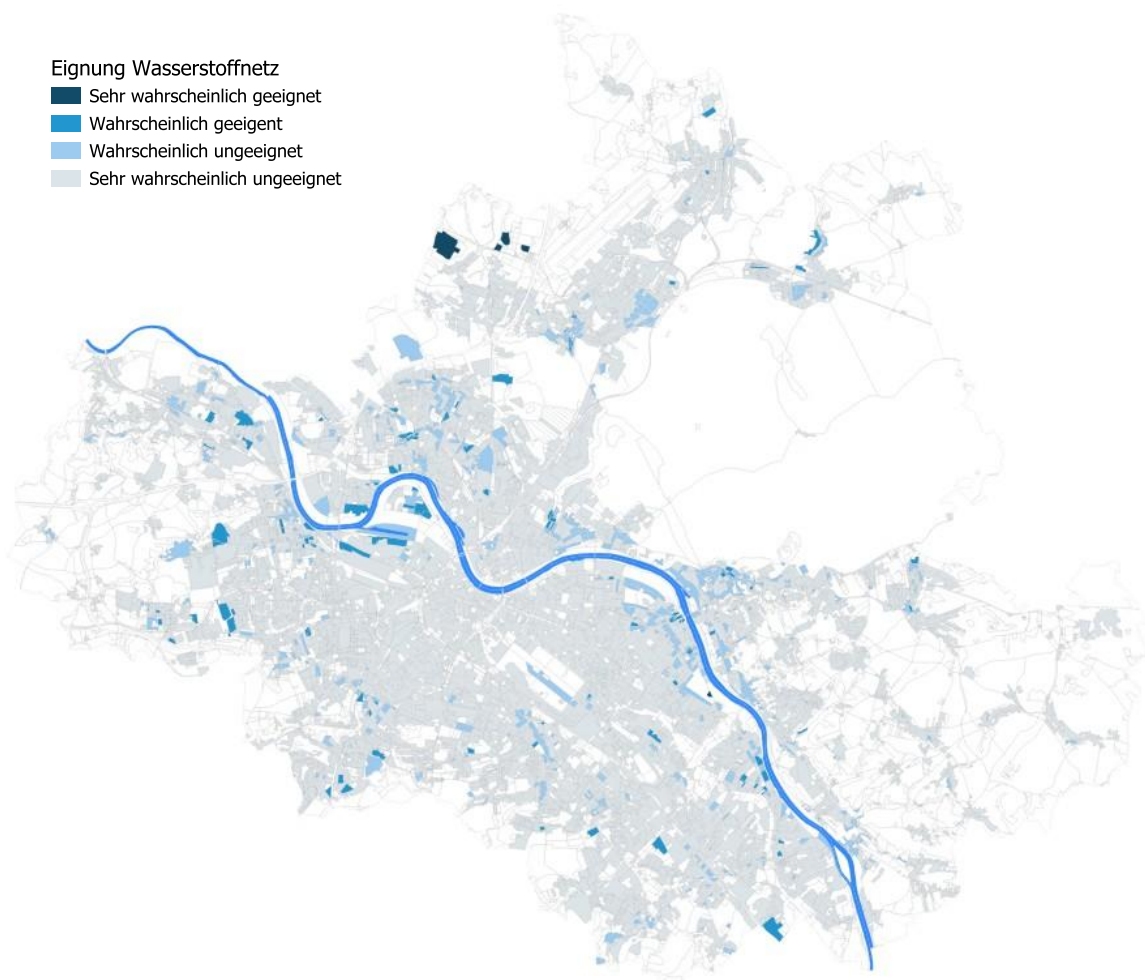 Eignung Wasserstoffnetz
Sehr wahrscheinlich geeignet
Wahrscheinlich geeigent
Wahrscheinlich ungeeignet
Sehr wahrscheinlich ungeeignet